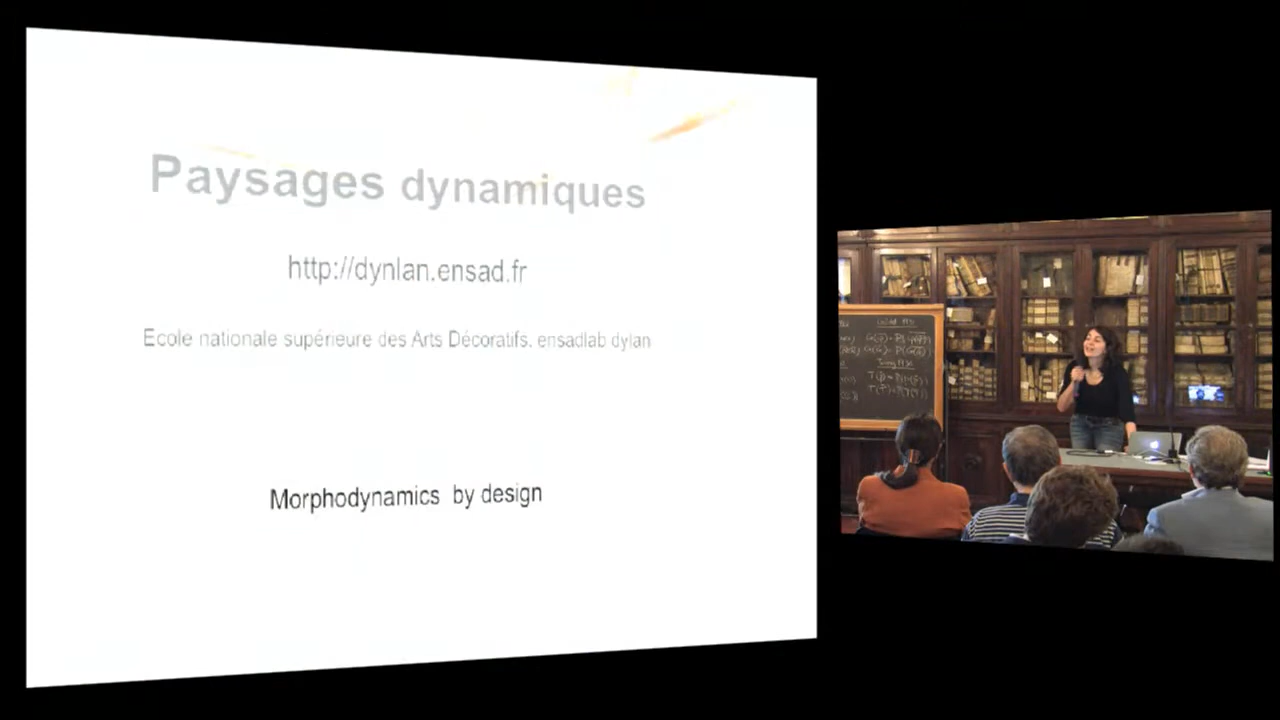 Paysages dynamiques
http://dynlan.ensad.fr
Ecole nationale supérieure des Arts Décoratifs. ensadlab dylan
Morphodynamics by design